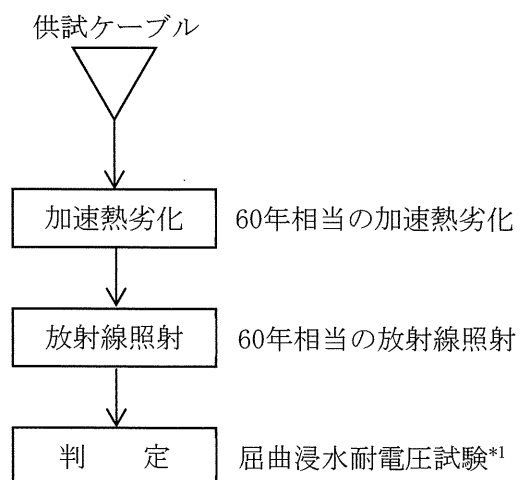 供試ケーブル
加速熱劣化 60年相当の加速熱劣化
放射線照射 60年相当の放射線照射
判 定 屈曲浸水耐電圧試験*1